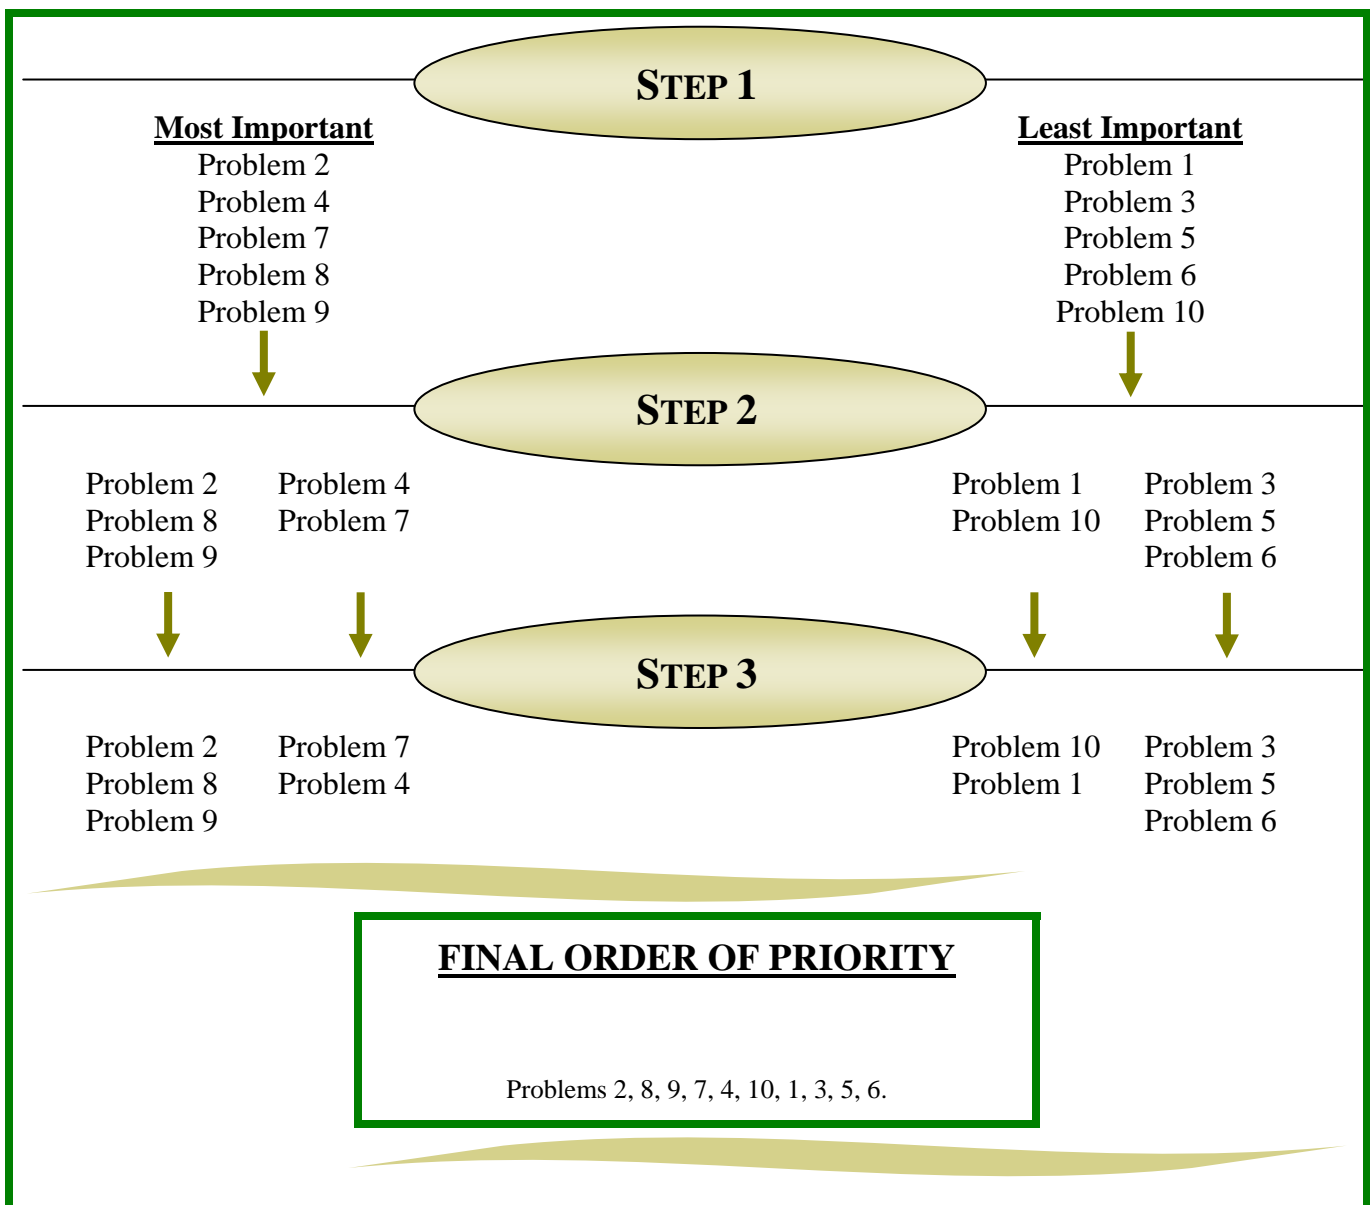 STEP 1
Most Important
Problem 2
Problem 4
Problem 7
Problem 8
Problem 9
Least Important
Problem 1
Problem 3
Problem 5
Problem 6
Problem 10
STEP 2
Problem 2
Problem 8
Problem 9
Problem 4
Problem 7
Problem 1
Problem 10
Problem 3
Problem 5
Problem 6
STEP 3
Problem 2
Problem 8
Problem 9
Problem 7
Problem 4
Problem 10
Problem 1
Problem 3
Problem 5
Problem 6
FINAL ORDER OF PRIORITY
Problems 2, 8, 9, 7, 4, 10, 1, 3, 5, 6.